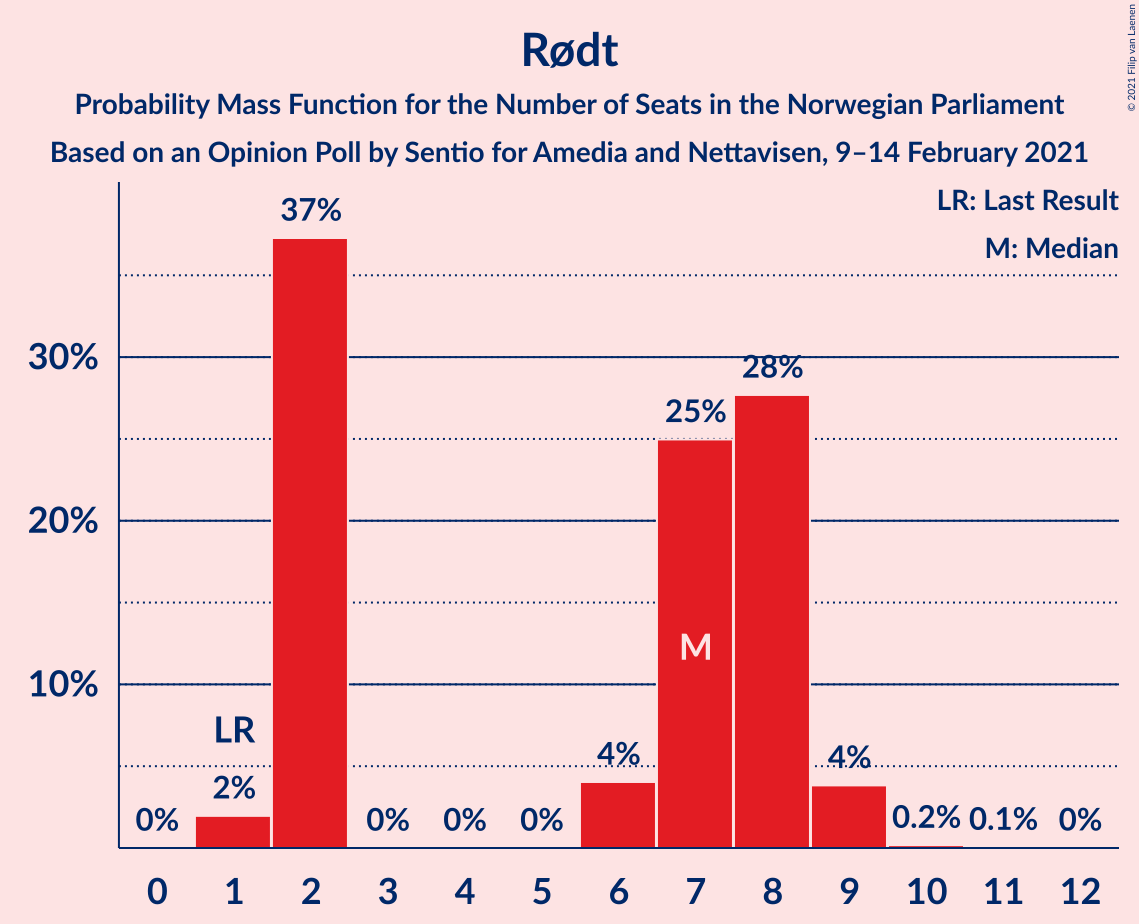 © 2021 Filip van Laenen
Rødt
Probability Mass Function for the Number of Seats in the Norwegian Parliament
Based on an Opinion Poll by Sentio for Amedia and Nettavisen, 9–14 February 2021
LR: Last Result
M: Median
37%
30%
28%
25%
20%
M
10%
LR
4%
4%
2%
0%
0%
0%
0%
0.2%
0.1%
0%
0 1 2 3 4 5 6 7 8 9 10 11 12